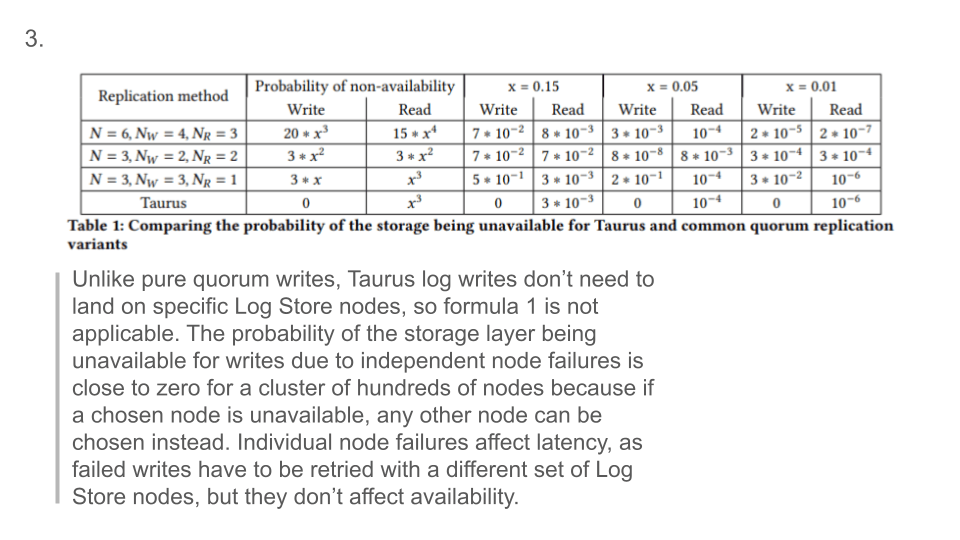 3.
Replication method | Probability of non-availability | x = 0.15 | x = 0.05 | x = 0.01
Write | Read | Write | Read | Write | Read | Write | Read
N = 6, N_W = 4, N_R = 3 | 20 * x³ | 15 * x⁴ | 7 * 10⁻² | 8 * 10⁻³ | 3 * 10⁻³ | 10⁻⁴ | 2 * 10⁻⁵ | 2 * 10⁻⁷
N = 3, N_W = 2, N_R = 2 | 3 * x² | 3 * x² | 7 * 10⁻² | 7 * 10⁻² | 8 * 10⁻⁸ | 8 * 10⁻³ | 3 * 10⁻⁴ | 3 * 10⁻⁴
N = 3, N_W = 3, N_R = 1 | 3 * x | x³ | 5 * 10⁻¹ | 3 * 10⁻³ | 2 * 10⁻¹ | 10⁻⁴ | 3 * 10⁻² | 10⁻⁶
Taurus | 0 | x³ | 0 | 3 * 10⁻³ | 0 | 10⁻⁴ | 0 | 10⁻⁶
Table 1: Comparing the probability of the storage being unavailable for Taurus and common quorum replication
variants
Unlike pure quorum writes, Taurus log writes don’t need to
land on specific Log Store nodes, so formula 1 is not
applicable. The probability of the storage layer being
unavailable for writes due to independent node failures is
close to zero for a cluster of hundreds of nodes because if
a chosen node is unavailable, any other node can be
chosen instead. Individual node failures affect latency, as
failed writes have to be retried with a different set of Log
Store nodes, but they don’t affect availability.